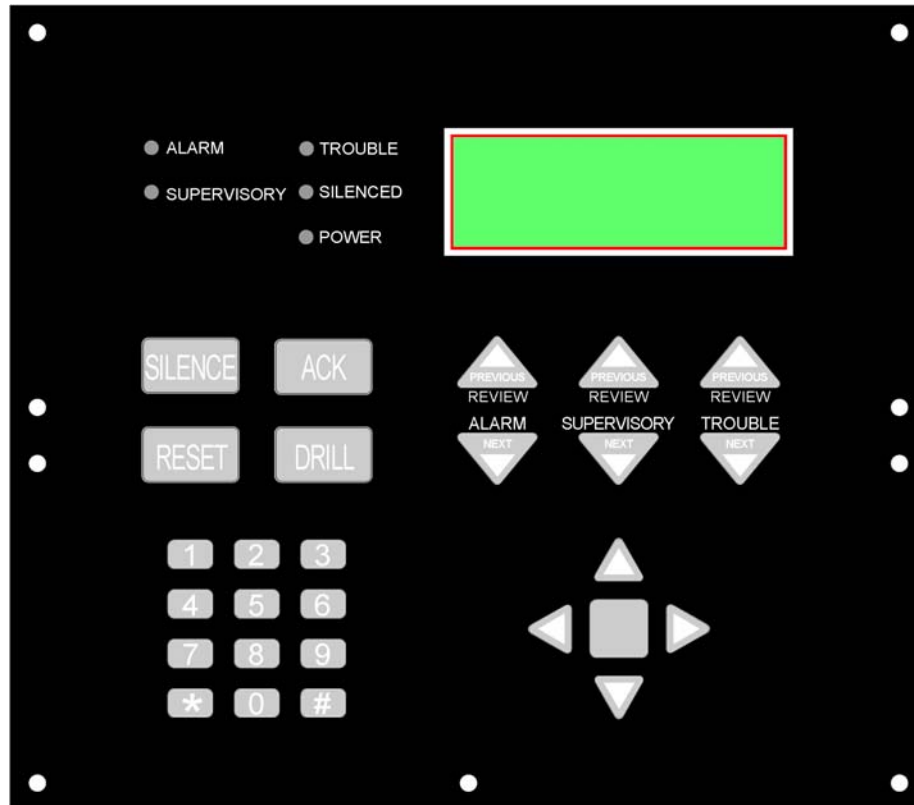 ALARM TROUBLE
SUPERVISORY SILENCED
POWER
SILENCE ACK
PREVIOUS PREVIOUS PREVIOUS
REVIEW REVIEW REVIEW
ALARM SUPERVISORY TROUBLE
NEXT NEXT NEXT
RESET DRILL
1 2 3
4 5 6
7 8 9
* 0 #